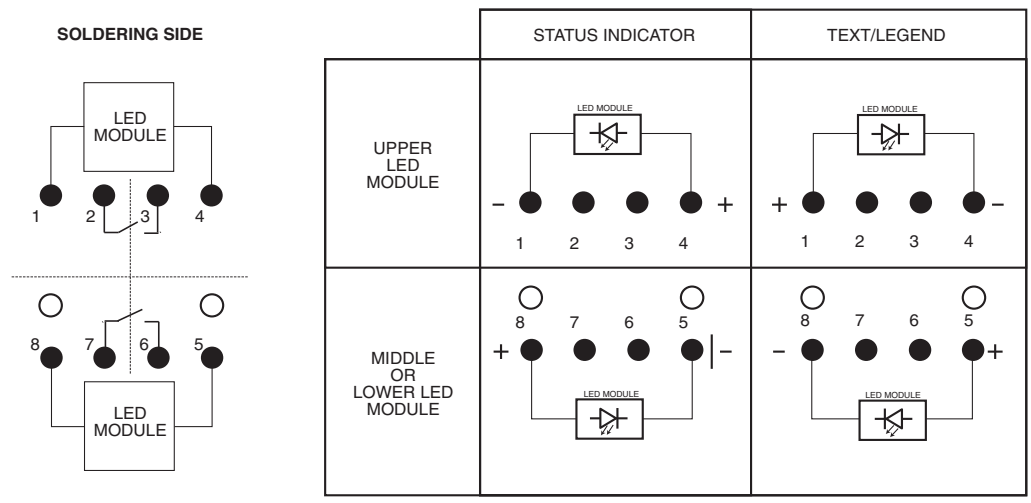 SOLDERING SIDE
LED
MODULE
1 2 3 4
8 7 6 5
LED
MODULE
STATUS INDICATOR TEXT/LEGEND
UPPER
LED
MODULE
LED MODULE
− +
1 2 3 4
LED MODULE
+ −
1 2 3 4
MIDDLE
OR
LOWER LED
MODULE
8 7 6 5
+ |−
LED MODULE
8 7 6 5
− +
LED MODULE